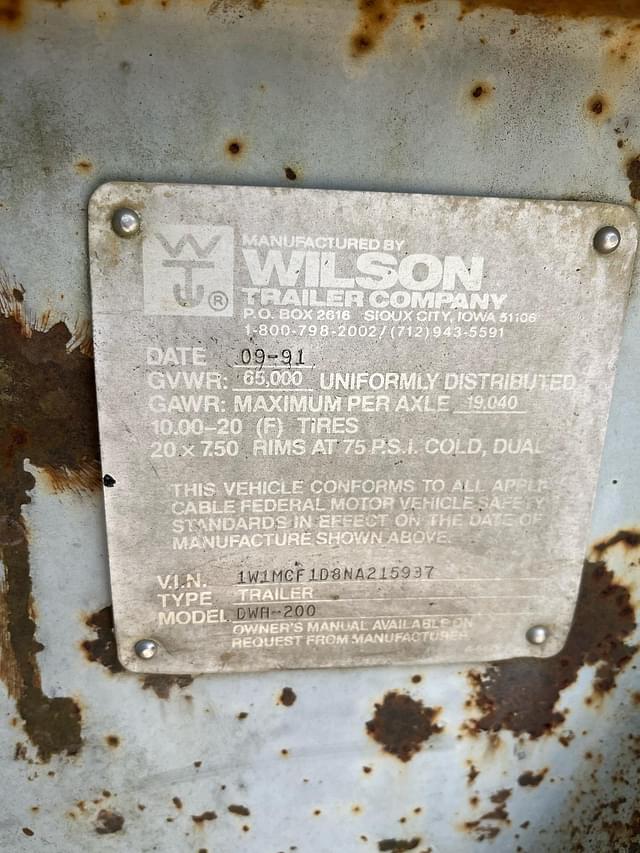 WT ®
MANUFACTURED BY
WILSON
TRAILER COMPANY
P.O. BOX 2616 SIOUX CITY, IOWA 51106
1-800-798-2002/(712)943-5591
DATE 09-91
GVWR: 65,000 UNIFORMLY DISTRIBUTED
GAWR: MAXIMUM PER AXLE 19,040
10.00-20 (F) TIRES
20 x 7.50 RIMS AT 75 P.S.I. COLD, DUAL
THIS VEHICLE CONFORMS TO ALL APPLI-
CABLE FEDERAL MOTOR VEHICLE SAFETY
STANDARDS IN EFFECT ON THE DATE OF
MANUFACTURE SHOWN ABOVE.
V.I.N. 1W1MCF1D8NA215937
TYPE TRAILER
MODEL DWH-200
OWNER'S MANUAL AVAILABLE ON
REQUEST FROM MANUFACTURER